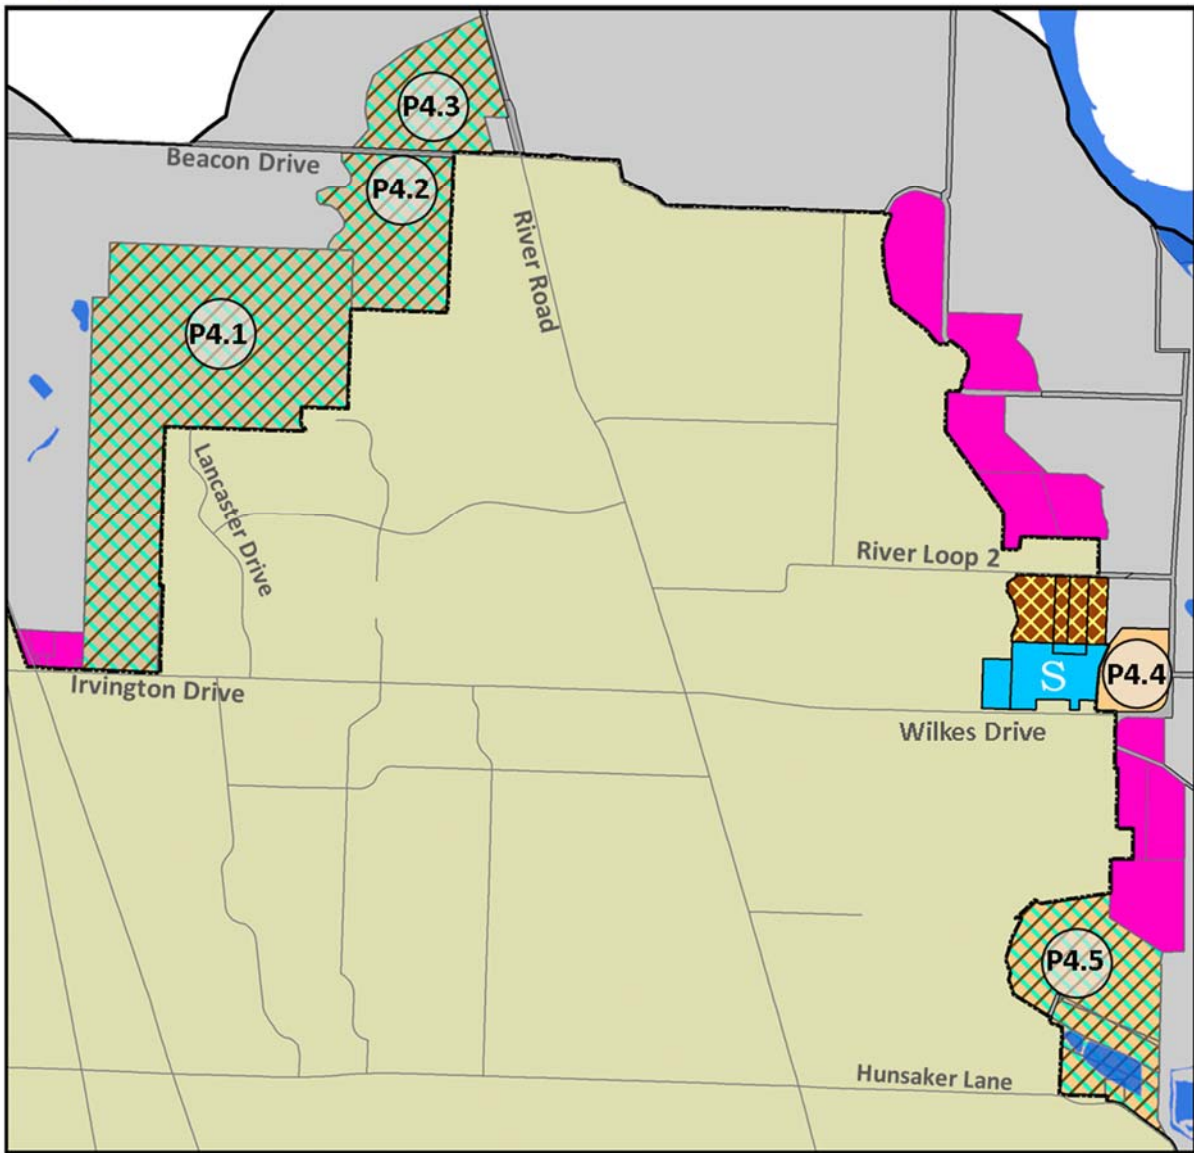 P4.3
Beacon Drive
P4.2
River Road
P4.1
Lancaster Drive
River Loop 2
Irvington Drive
S
P4.4
Wilkes Drive
P4.5
Hunsaker Lane